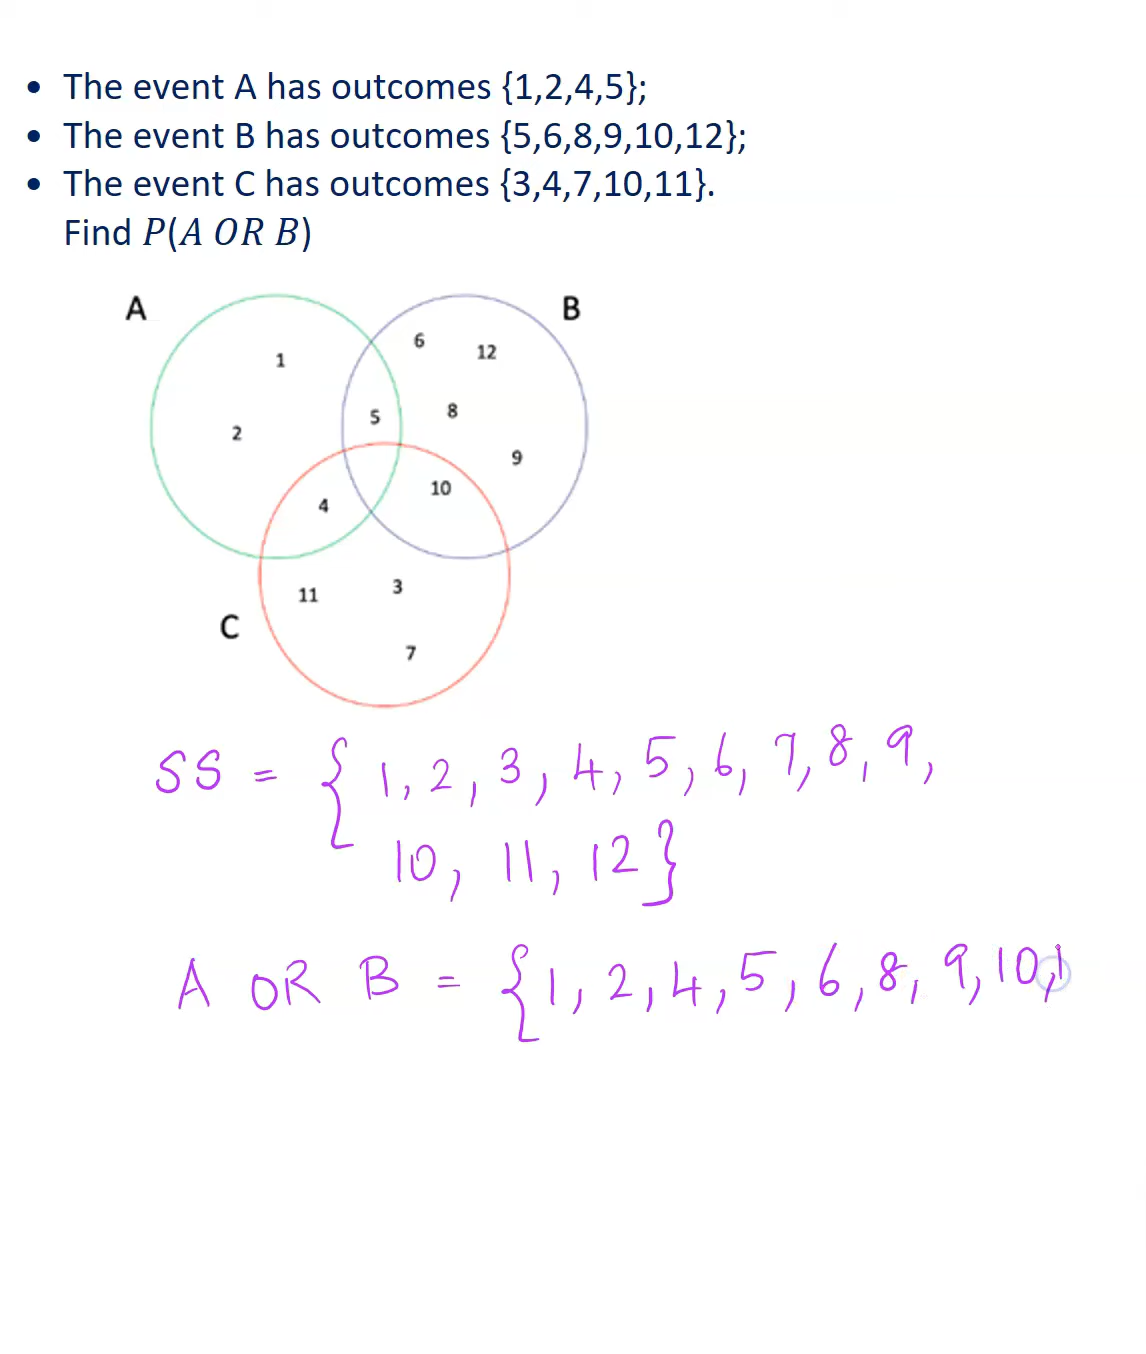 • The event A has outcomes {1,2,4,5};
• The event B has outcomes {5,6,8,9,10,12};
• The event C has outcomes {3,4,7,10,11}.
Find P(A OR B)
A
B
6
12
1
5
8
2
9
10
4
3
11
C
7
SS = { 1, 2, 3, 4, 5, 6, 7, 8, 9,
10, 11, 12}
A OR B = {1, 2, 4, 5, 6, 8, 9, 10, 1